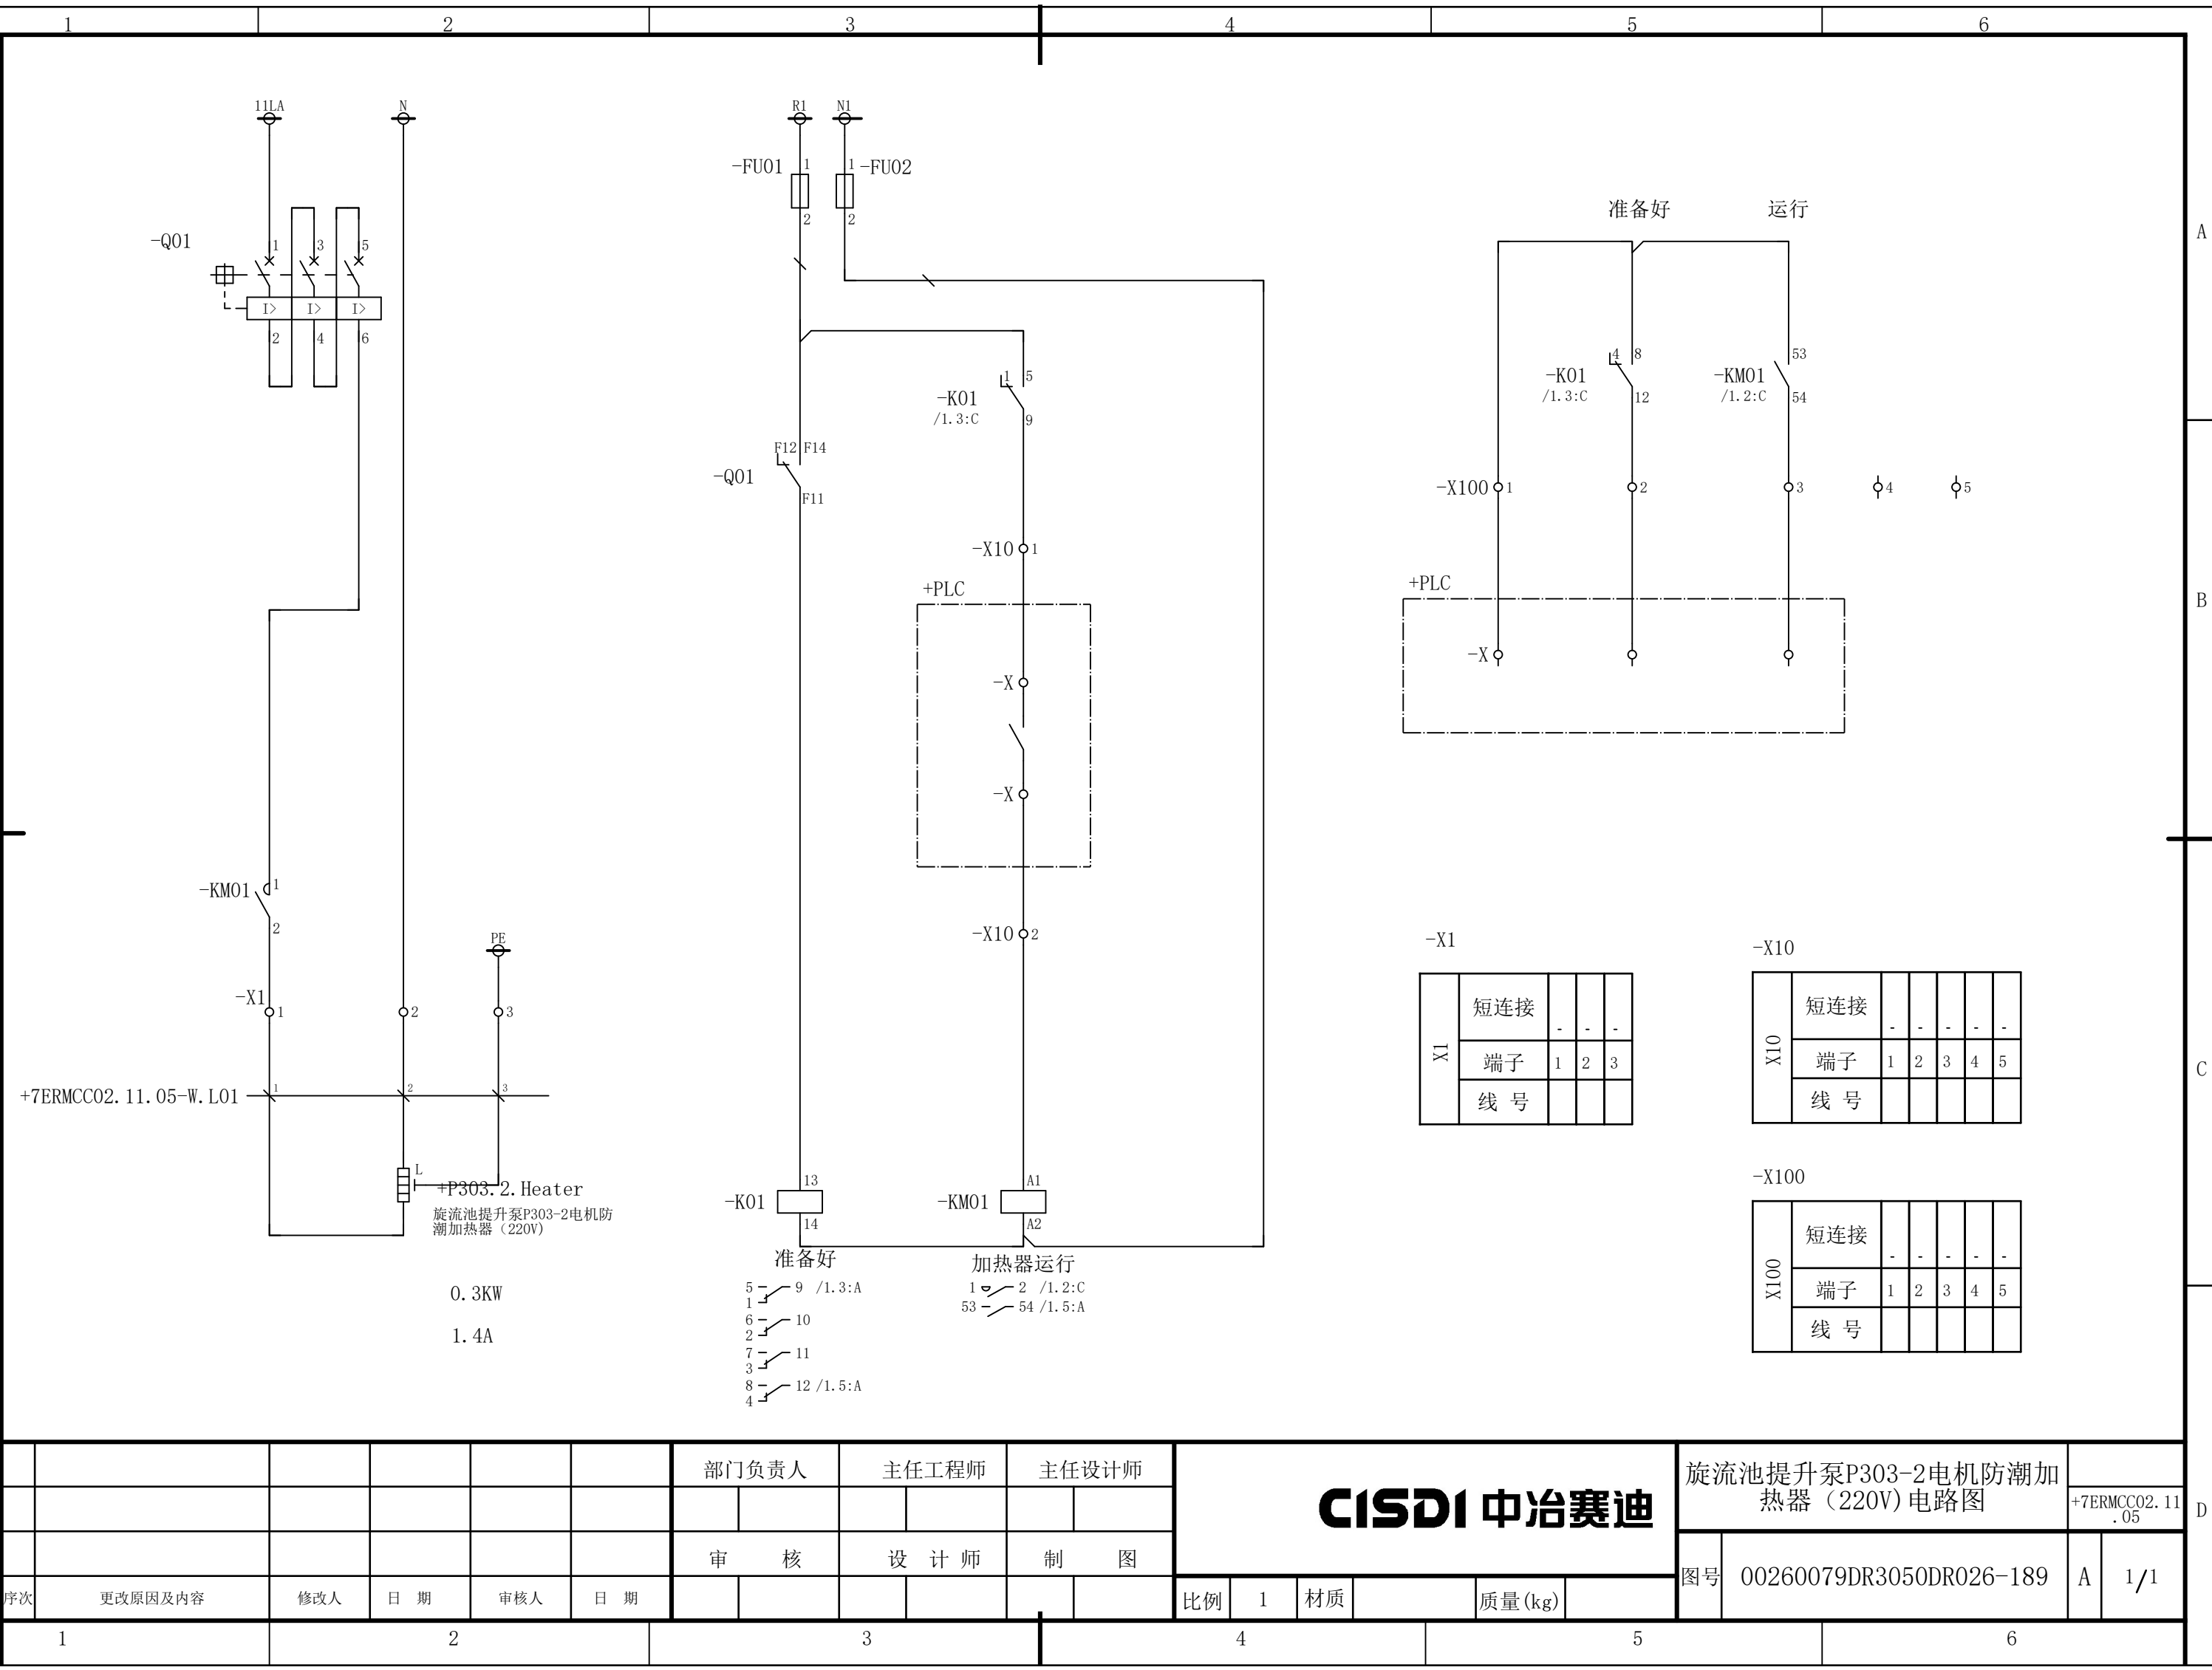 1 2 3 4 5 6
11LA N R1 N1
-FU01 1 1 -FU02
2 2
准备好 运行
-Q01 1 3 5
I> I> I>
2 4 6
A
1 5
-K01
/1.3:C
9
4 8
-K01
/1.3:C
12
53
-KM01
/1.2:C
54
F12 F14
-Q01
F11
-X100 1 2 3 4 5
-X10 1
+PLC
+PLC
B
-X
-X
-X
-KM01 1
2
-X10 2
PE
-X1
1 2 3
+7ERMCC02.11.05-W.L01 1 2 3
L
+P303.2.Heater
旋流池提升泵P303-2电机防
潮加热器（220V)
0.3KW
1.4A
13
-K01
14
准备好
A1
-KM01
A2
加热器运行
5 9 /1.3:A
1
6 10
2
7 11
3
8 12 /1.5:A
4
1 2 /1.2:C
53 54 /1.5:A
-X1
X1
短连接 - - -
端子 1 2 3
线 号
-X10
X10
短连接 - - - - -
端子 1 2 3 4 5
线 号
C
-X100
X100
短连接 - - - - -
端子 1 2 3 4 5
线 号
部门负责人 主任工程师 主任设计师
审 核 设 计 师 制 图
序次 更改原因及内容 修改人 日 期 审核人 日 期
CISDI 中冶赛迪
比例 1 材质 质量(kg)
旋流池提升泵P303-2电机防潮加
热器（220V)电路图
+7ERMCC02.11
.05
D
图号 00260079DR3050DR026-189 A 1/1
1 2 3 4 5 6